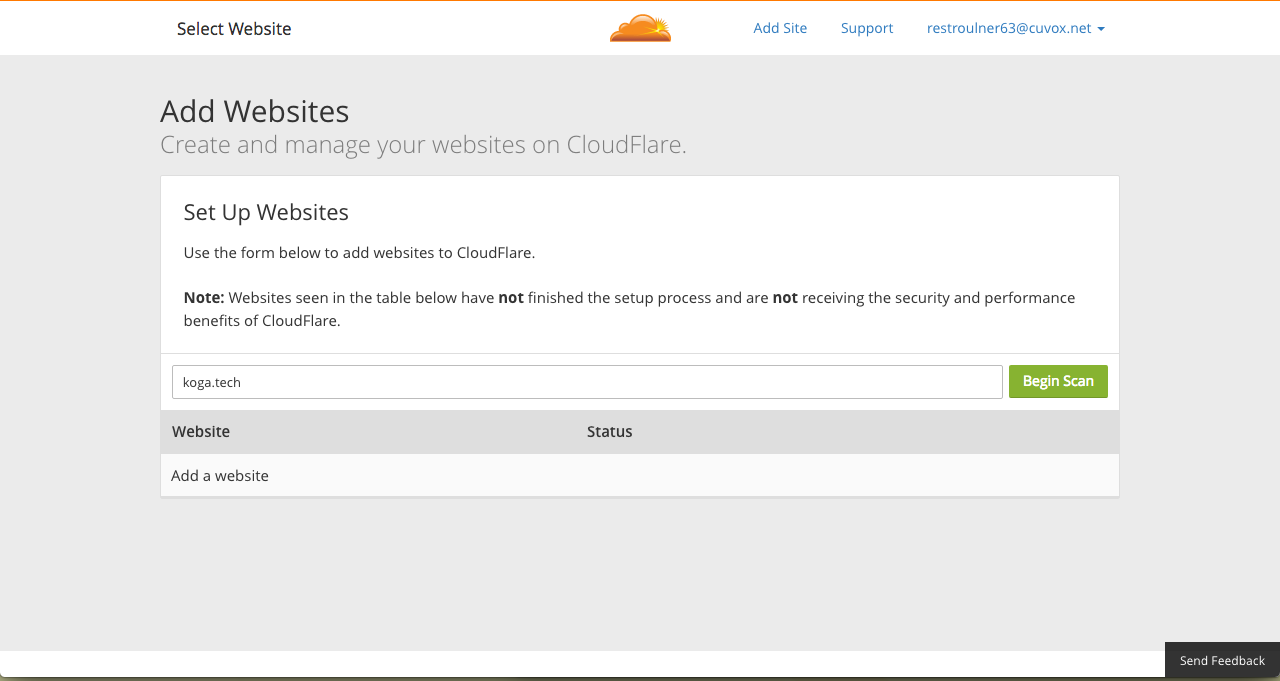 Select Website
Add Site
Support
restroulner63@cuvox.net
Add Websites
Create and manage your websites on CloudFlare.
Set Up Websites
Use the form below to add websites to CloudFlare.
Note: Websites seen in the table below have not finished the setup process and are not receiving the security and performance
benefits of CloudFlare.
koga.tech
Begin Scan
Website
Status
Add a website
Send Feedback